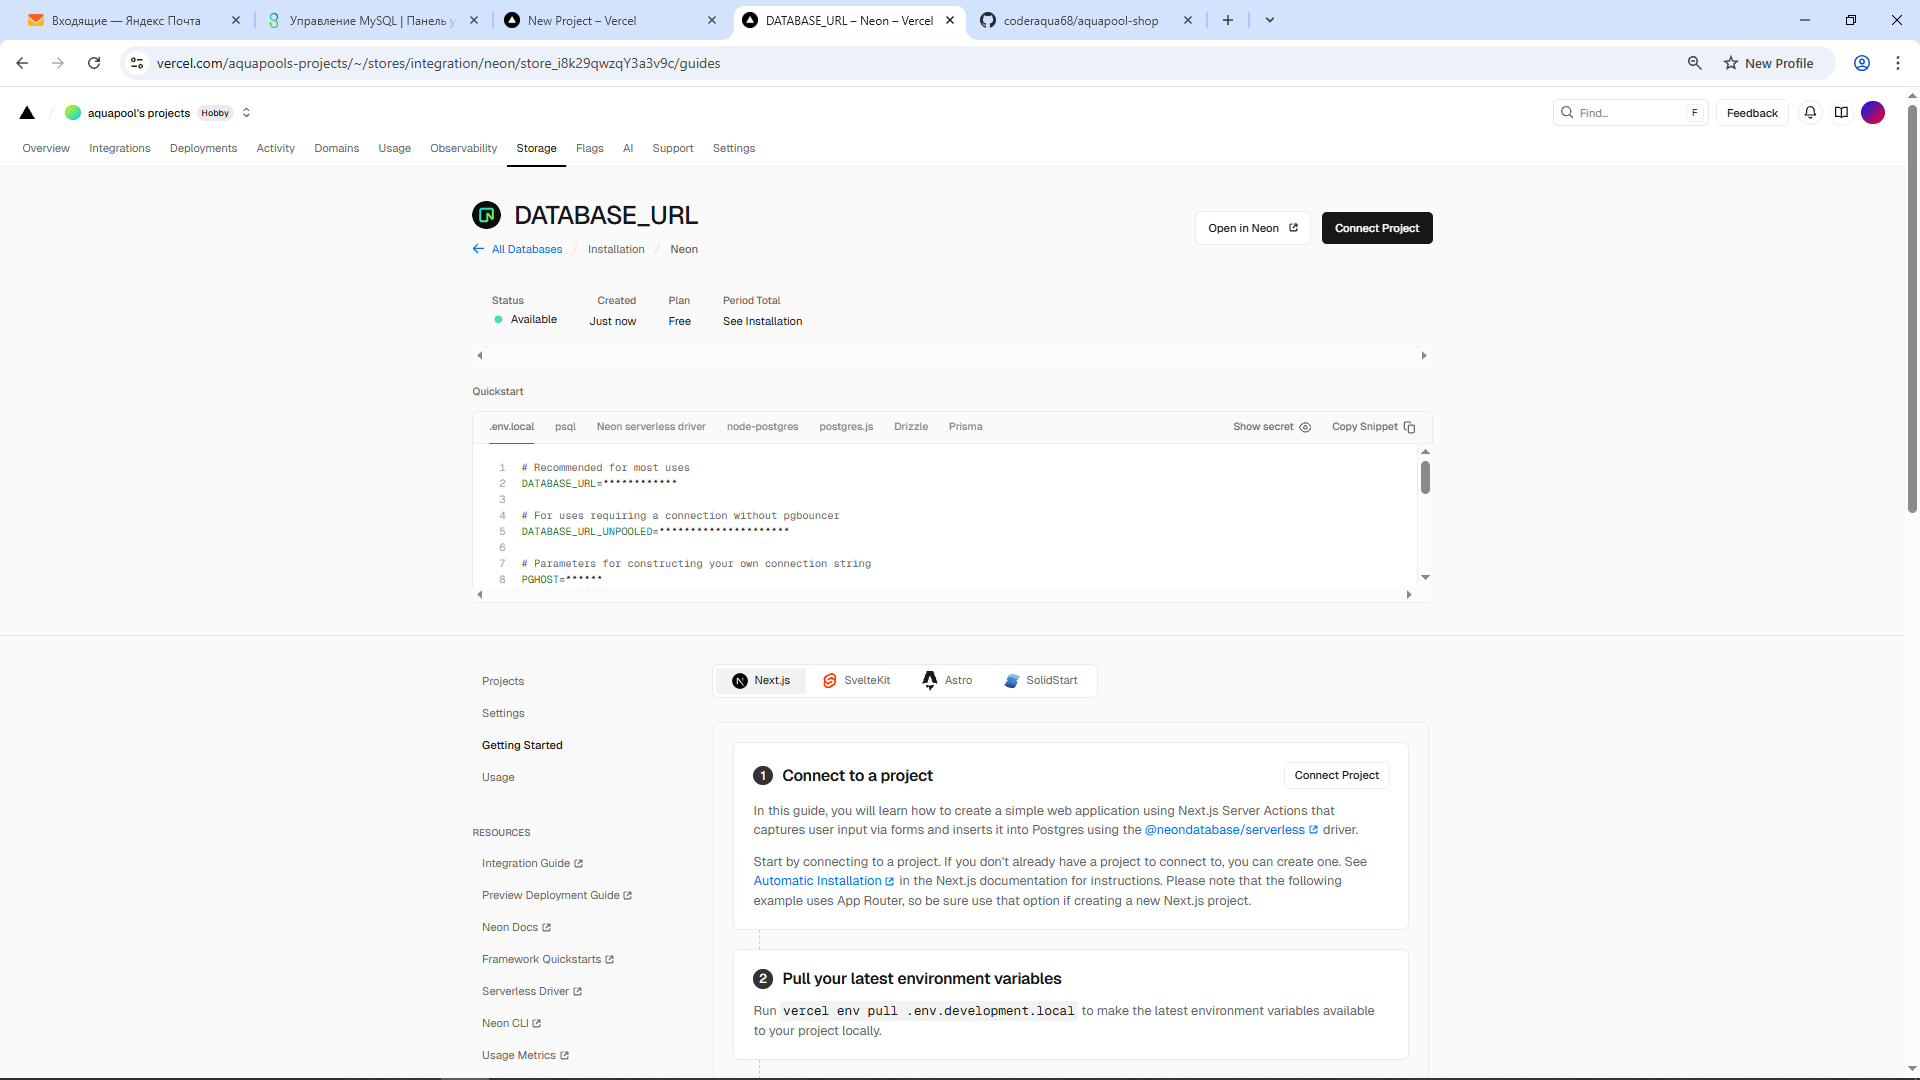 Входящие — Яндекс Почта
Управление MySQL | Панель у
New Project – Vercel
DATABASE_URL – Neon – Vercel
coderaqua68/aquapool-shop
vercel.com/aquapools-projects/~/stores/integration/neon/store_i8k29qwzqY3a3v9c/guides
New Profile
aquapool's projects
Hobby
Find...
F
Feedback
Overview
Integrations
Deployments
Activity
Domains
Usage
Observability
Storage
Flags
AI
Support
Settings
DATABASE_URL
All Databases / Installation / Neon
Open in Neon
Connect Project
Status
Created
Plan
Period Total
Available
Just now
Free
See Installation
Quickstart
.env.local
psql
Neon serverless driver
node-postgres
postgres.js
Drizzle
Prisma
Show secret
Copy Snippet
1 # Recommended for most uses
2 DATABASE_URL=************
3
4 # For uses requiring a connection without pgbouncer
5 DATABASE_URL_UNPOOLED=*********************
6
7 # Parameters for constructing your own connection string
8 PGHOST=******
Projects
Settings
Getting Started
Usage
RESOURCES
Integration Guide
Preview Deployment Guide
Neon Docs
Framework Quickstarts
Serverless Driver
Neon CLI
Usage Metrics
Next.js
SvelteKit
Astro
SolidStart
1 Connect to a project
Connect Project
In this guide, you will learn how to create a simple web application using Next.js Server Actions that
captures user input via forms and inserts it into Postgres using the @neondatabase/serverless driver.
Start by connecting to a project. If you don't already have a project to connect to, you can create one. See
Automatic Installation in the Next.js documentation for instructions. Please note that the following
example uses App Router, so be sure use that option if creating a new Next.js project.
2 Pull your latest environment variables
Run vercel env pull .env.development.local to make the latest environment variables available
to your project locally.